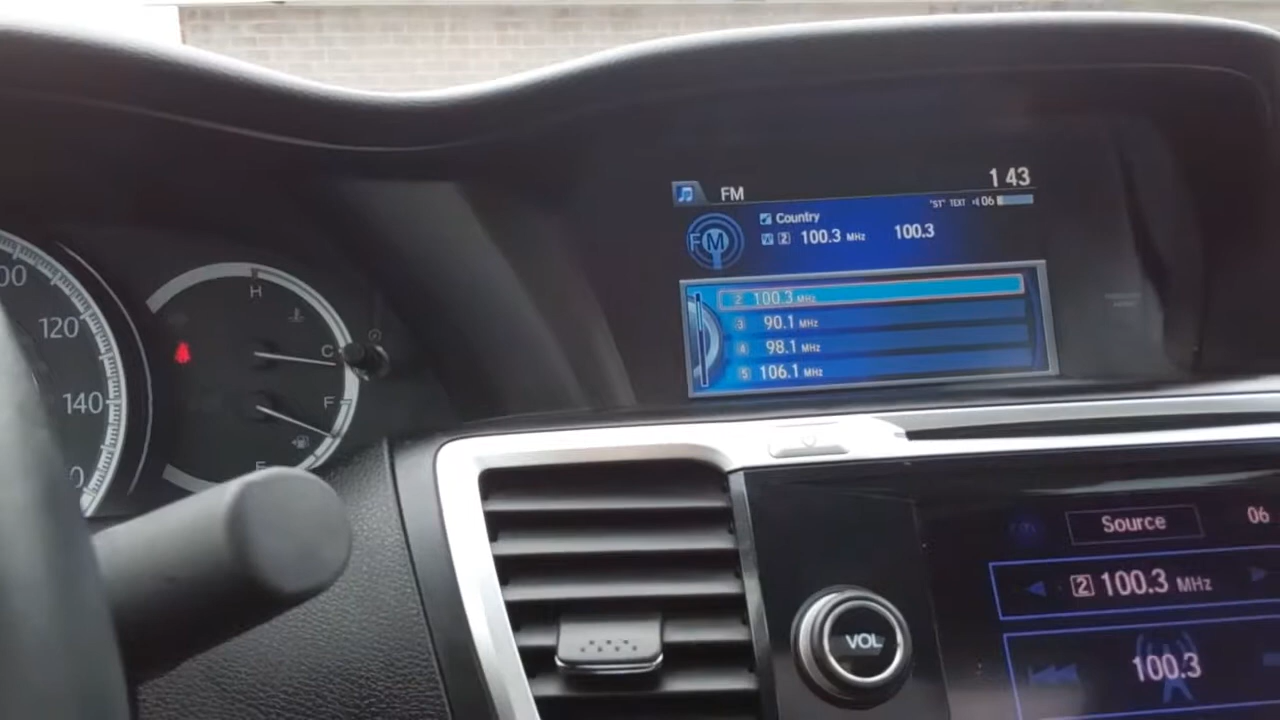 FM
1 43
"ST" TEXT 06
Country
2 100.3 MHz 100.3
FM
2 100.3 MHz
3 90.1 MHz
4 98.1 MHz
5 106.1 MHz
120
140
H
C
F
E
VOL
Source
06
2 100.3 MHz
100.3